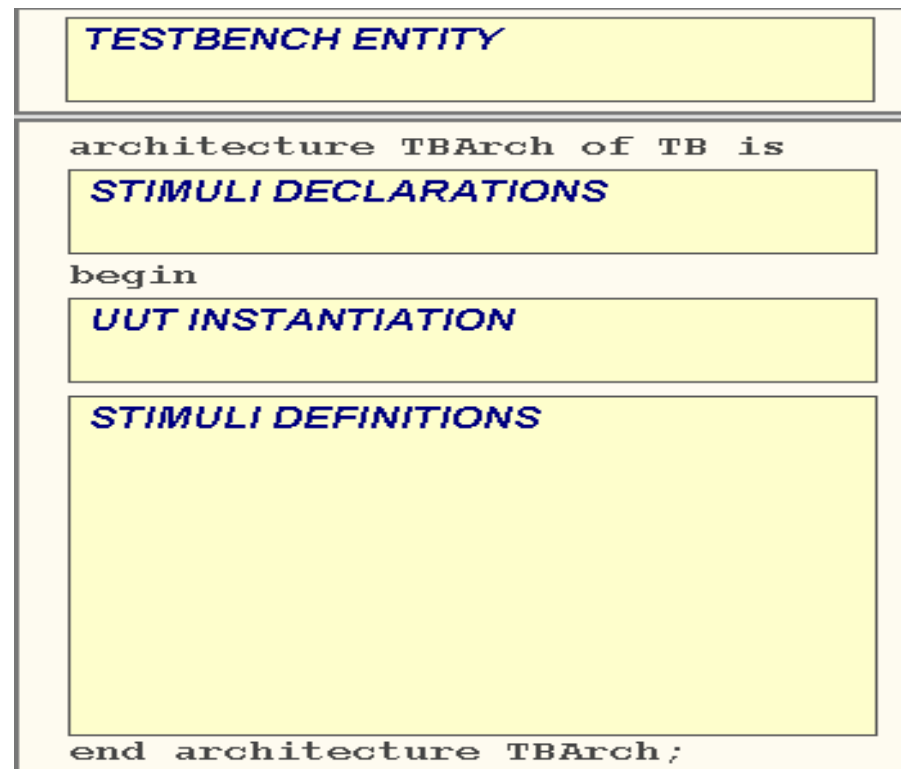 TESTBENCH ENTITY
architecture TBArch of TB is
STIMULI DECLARATIONS
begin
UUT INSTANTIATION
STIMULI DEFINITIONS
end architecture TBArch;